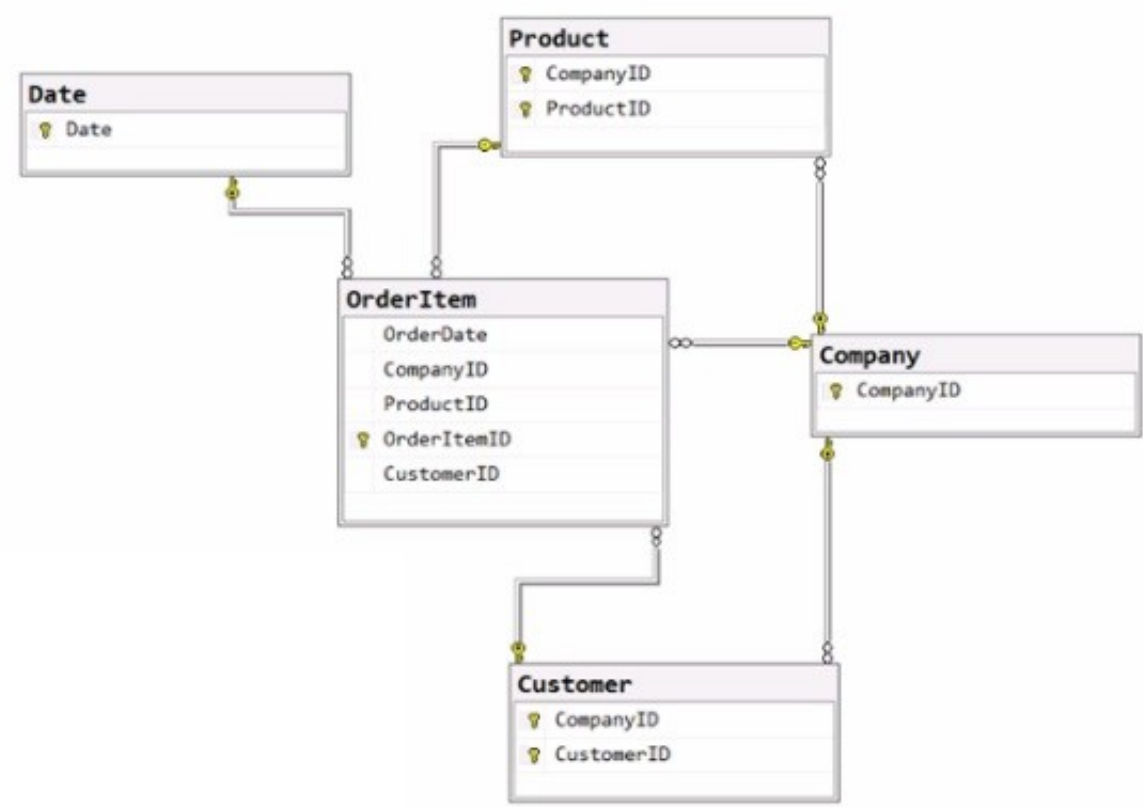 Product
CompanyID
ProductID
Date
Date
OrderItem
OrderDate
CompanyID
ProductID
OrderItemID
CustomerID
Company
CompanyID
Customer
CompanyID
CustomerID